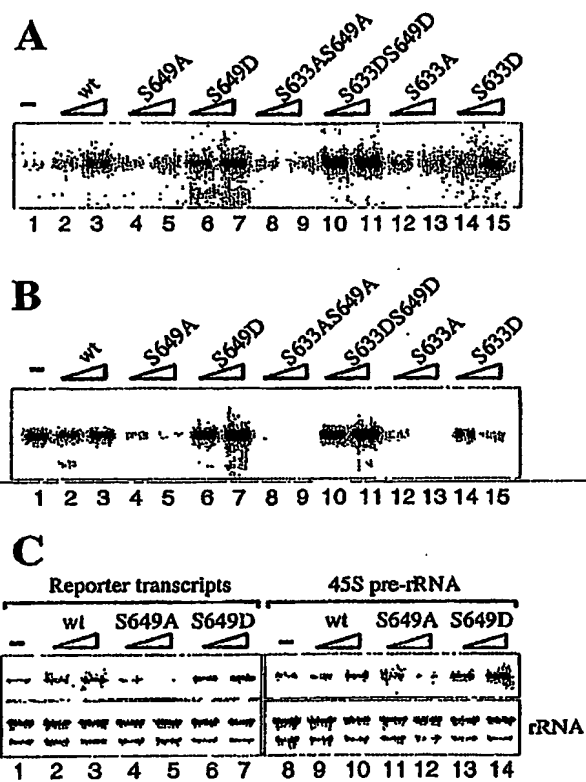 A
– wt S649A S649D S633AS649A S633DS649D S633A S633D
1 2 3 4 5 6 7 8 9 10 11 12 13 14 15
B
– wt S649A S649D S633AS649A S633DS649D S633A S633D
1 2 3 4 5 6 7 8 9 10 11 12 13 14 15
C
Reporter transcripts 45S pre-rRNA
– wt S649A S649D – wt S649A S649D
rRNA
1 2 3 4 5 6 7 8 9 10 11 12 13 14